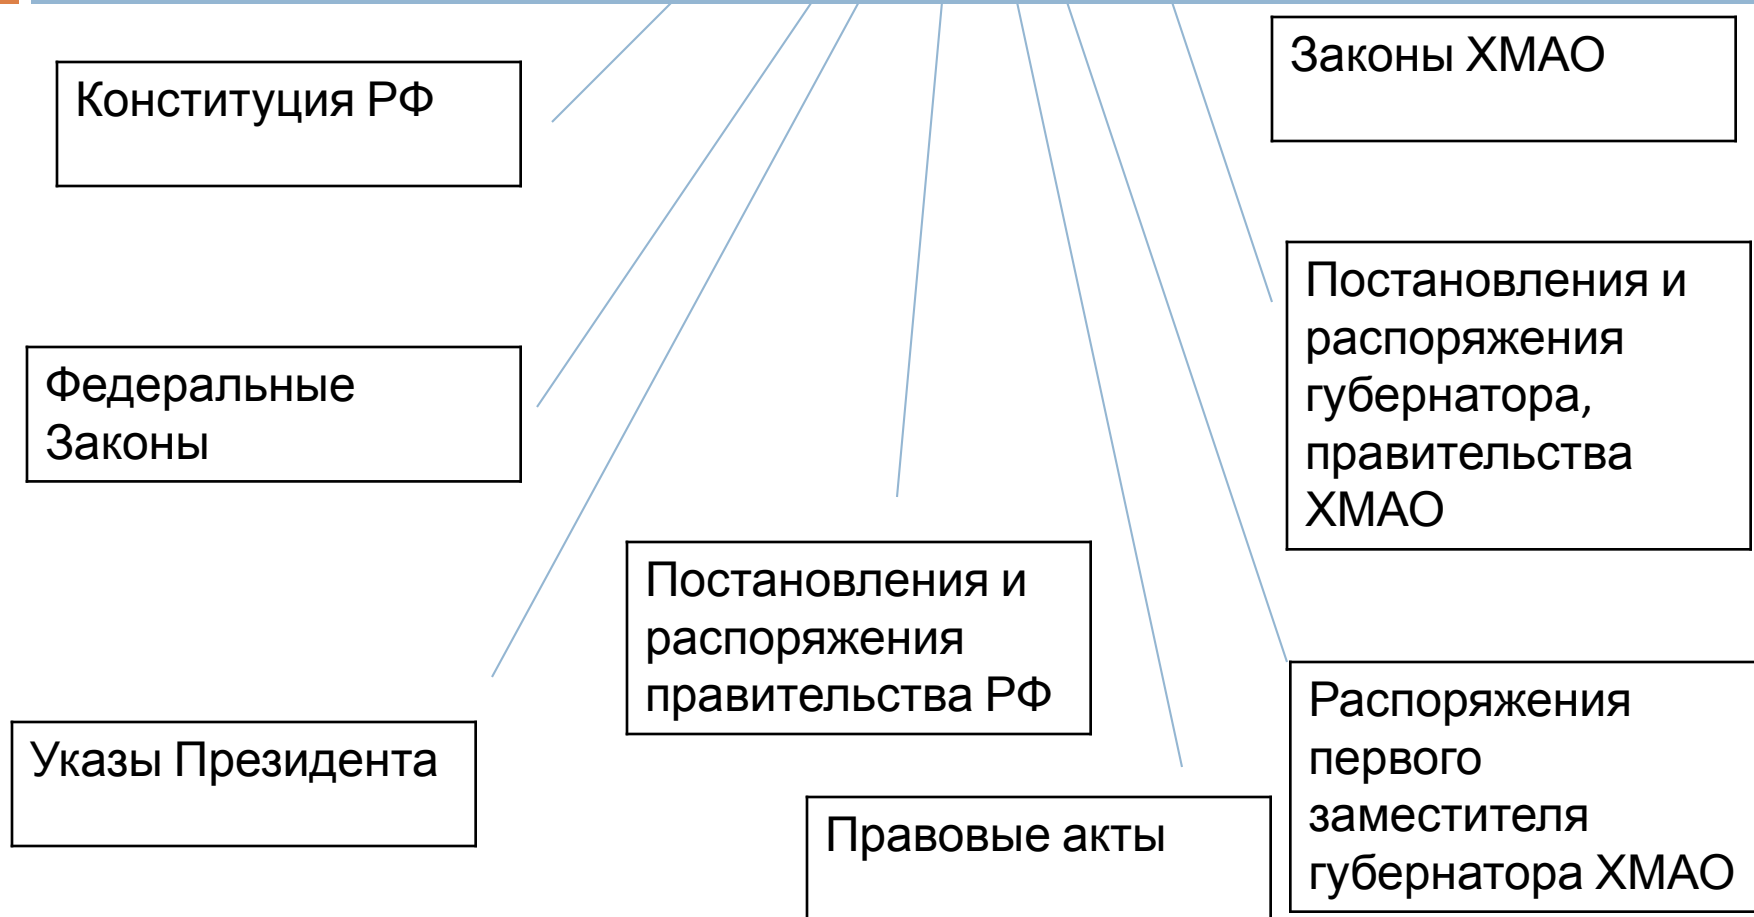 Конституция РФ
Законы ХМАО
Федеральные
Законы
Постановления и
распоряжения
губернатора,
правительства
ХМАО
Постановления и
распоряжения
правительства РФ
Указы Президента
Правовые акты
Распоряжения
первого
заместителя
губернатора ХМАО